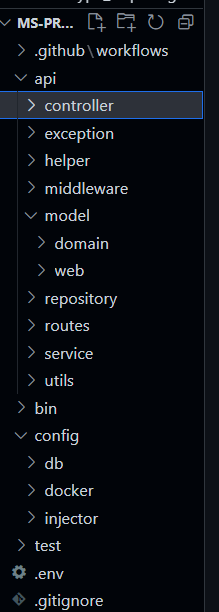 MS-PR...
.github\workflows
api
controller
exception
helper
middleware
model
domain
web
repository
routes
service
utils
bin
config
db
docker
injector
test
.env
.gitignore